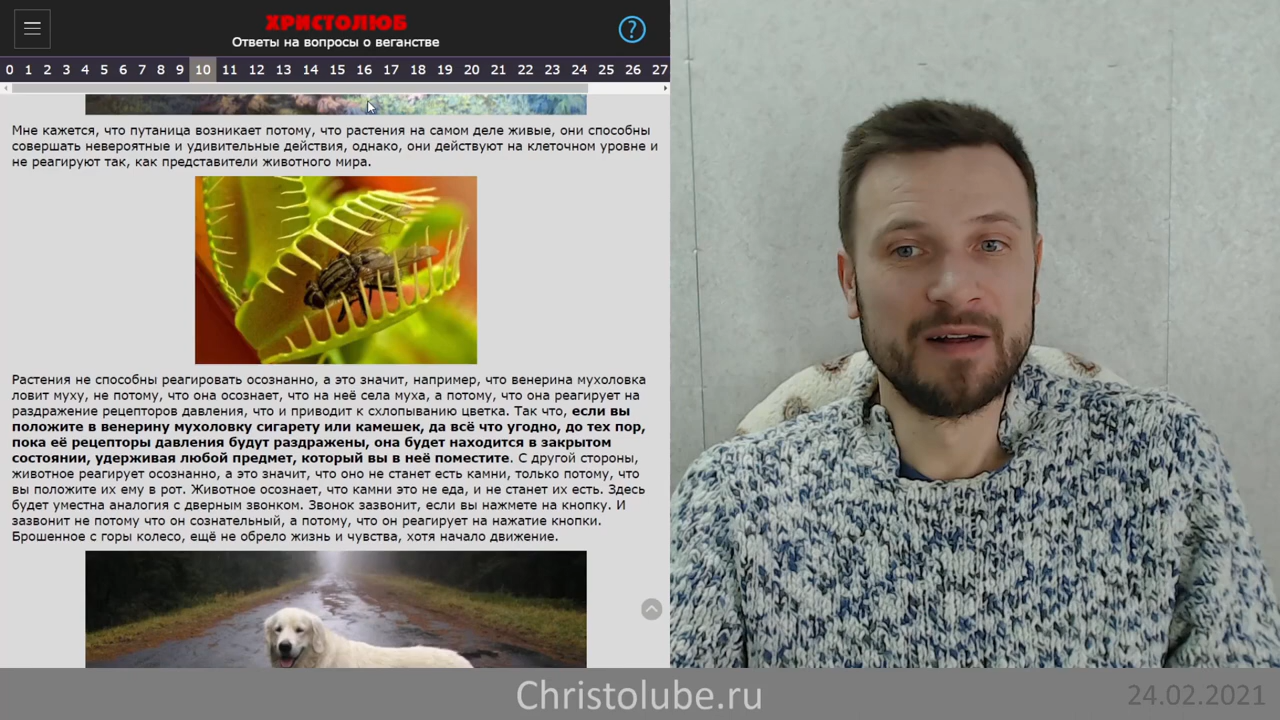 ХРИСТОЛЮБ
Ответы на вопросы о веганстве
?
0 1 2 3 4 5 6 7 8 9 10 11 12 13 14 15 16 17 18 19 20 21 22 23 24 25 26 27
Мне кажется, что путаница возникает потому, что растения на самом деле живые, они способны
совершать невероятные и удивительные действия, однако, они действуют на клеточном уровне и
не реагируют так, как представители животного мира.
Растения не способны реагировать осознанно, а это значит, например, что венерина мухоловка
ловит муху, не потому, что она осознает, что на неё села муха, а потому, что она реагирует на
раздражение рецепторов давления, что и приводит к схлопыванию цветка. Так что, если вы
положите в венерину мухоловку сигарету или камешек, да всё что угодно, до тех пор,
пока её рецепторы давления будут раздражены, она будет находится в закрытом
состоянии, удерживая любой предмет, который вы в неё поместите. С другой стороны,
животное реагирует осознанно, а это значит, что оно не станет есть камни, только потому, что
вы положите их ему в рот. Животное осознает, что камни это не еда, и не станет их есть. Здесь
будет уместна аналогия с дверным звонком. Звонок зазвонит, если вы нажмете на кнопку. И
зазвонит не потому что он сознательный, а потому, что он реагирует на нажатие кнопки.
Брошенное с горы колесо, ещё не обрело жизнь и чувства, хотя начало движение.
Christolube.ru
24.02.2021